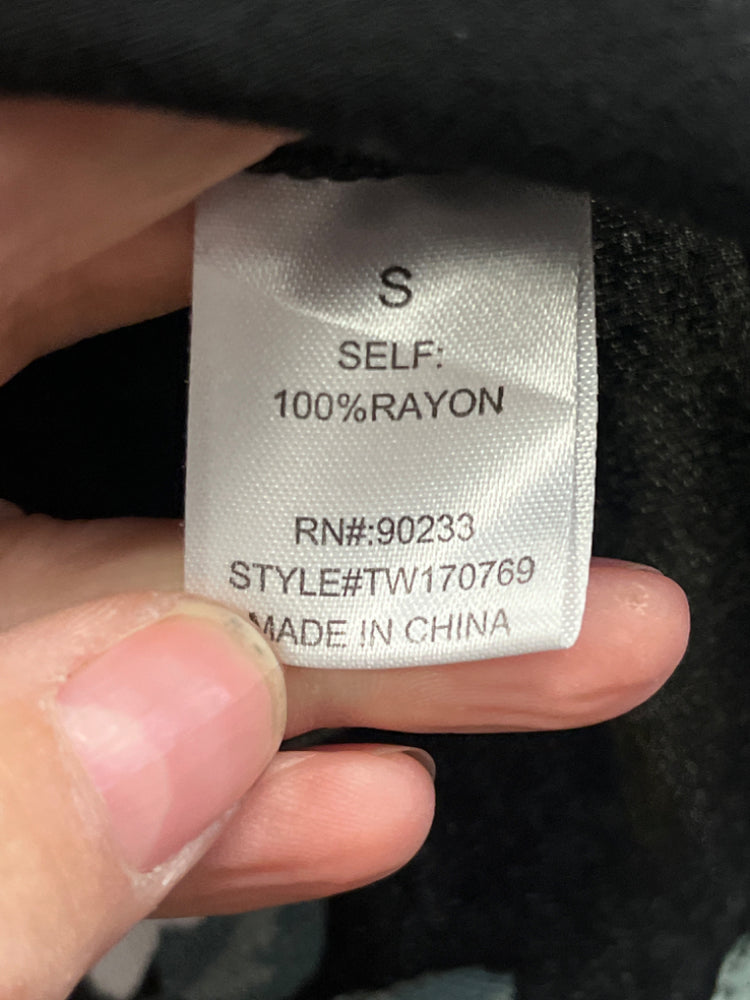 S
SELF:
100%RAYON
RN#:90233
STYLE#TW170769
MADE IN CHINA